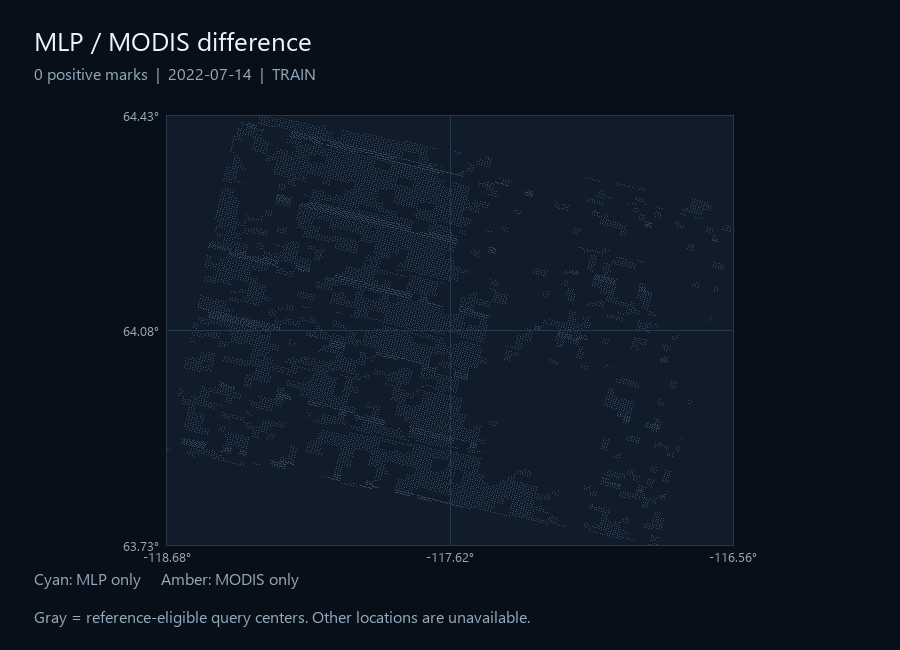 MLP / MODIS difference
0 positive marks | 2022-07-14 | TRAIN
64.43°
64.08°
63.73°
-118.68° -117.62° -116.56°
Cyan: MLP only Amber: MODIS only
Gray = reference-eligible query centers. Other locations are unavailable.